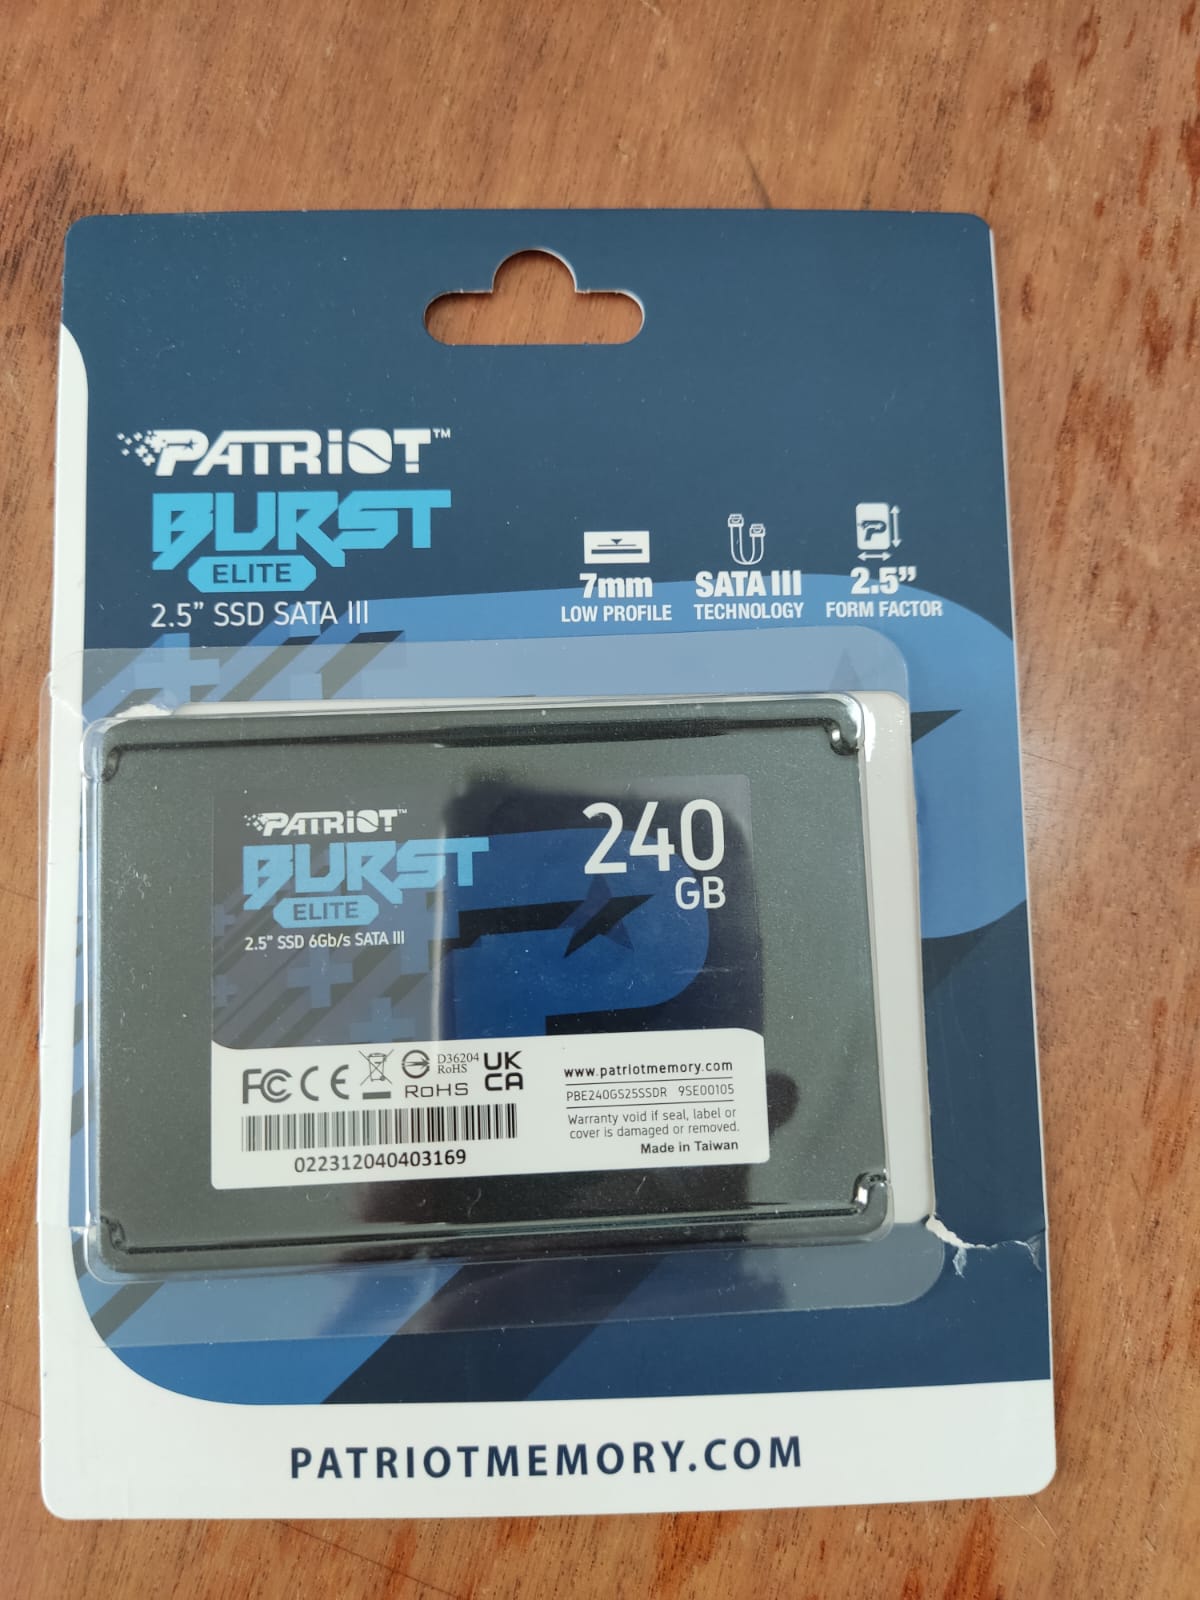 PATRiOT™
BURST
ELITE
2.5” SSD SATA III
7mm
LOW PROFILE
SATA III
TECHNOLOGY
2.5”
FORM FACTOR
PATRiOT™
BURST
ELITE
2.5” SSD 6Gb/s SATA III
240
GB
FC CE D36204
RoHS
RoHS
UK
CA
022312040403169
www.patriotmemory.com
PBE240GS25SSDR 9SE00105
Warranty void if seal, label or
cover is damaged or removed.
Made in Taiwan
PATRIOTMEMORY.COM